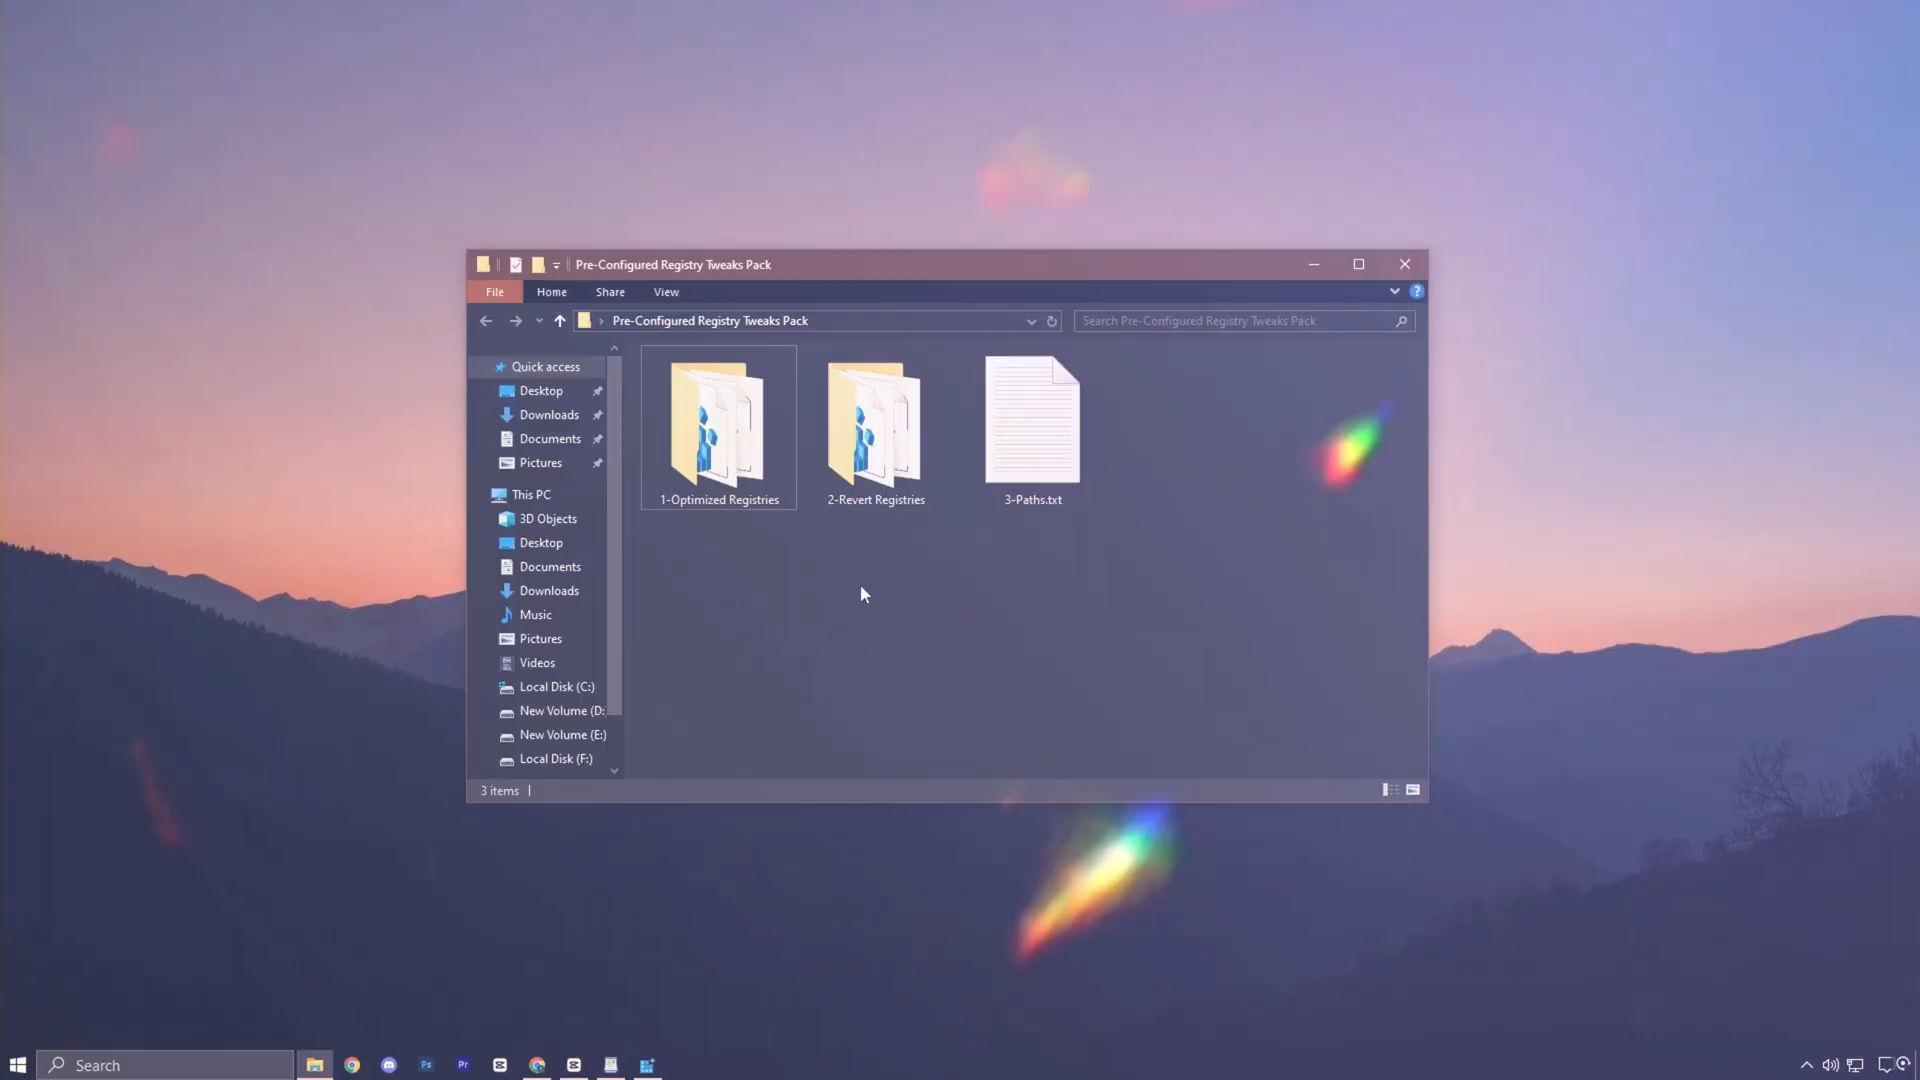 Pre-Configured Registry Tweaks Pack
File Home Share View
?
Pre-Configured Registry Tweaks Pack
Search Pre-Configured Registry Tweaks Pack
Quick access
Desktop
Downloads
Documents
Pictures
This PC
3D Objects
Desktop
Documents
Downloads
Music
Pictures
Videos
Local Disk (C:)
New Volume (D:
New Volume (E:)
Local Disk (F:)
1-Optimized Registries
2-Revert Registries
3-Paths.txt
3 items
Search
Ps
Pr